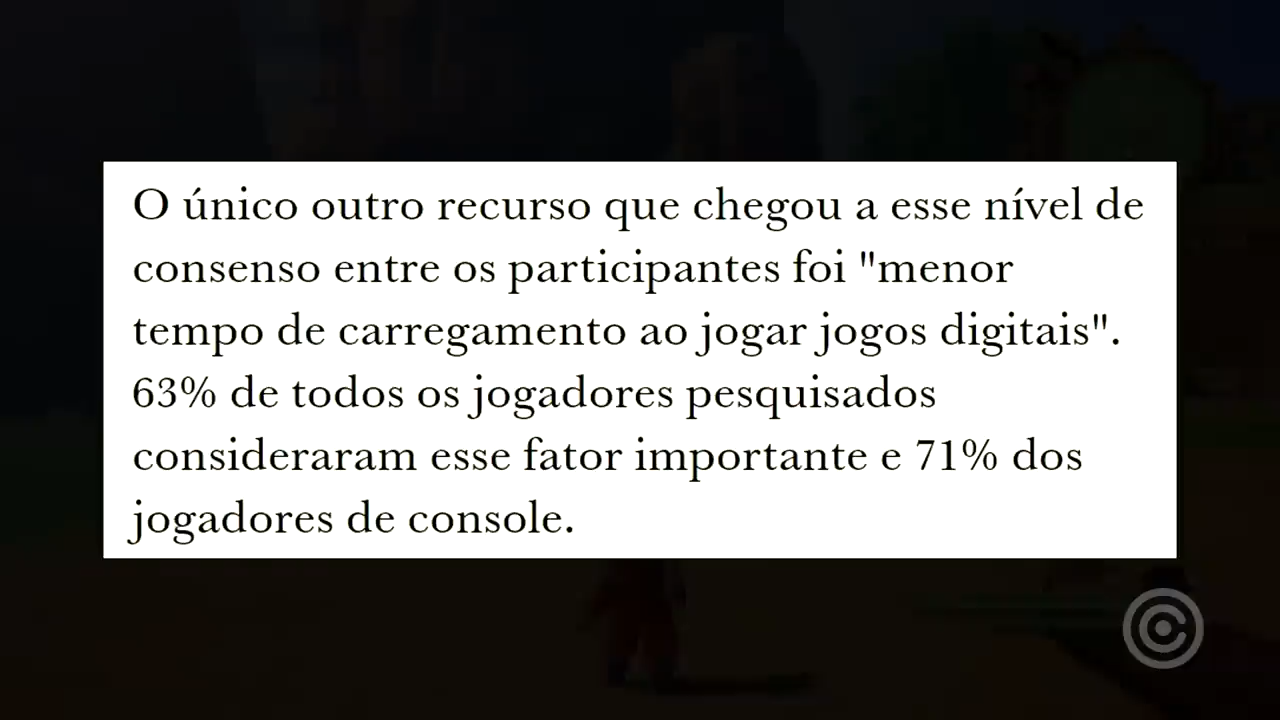 O único outro recurso que chegou a esse nível de
consenso entre os participantes foi "menor
tempo de carregamento ao jogar jogos digitais".
63% de todos os jogadores pesquisados
consideraram esse fator importante e 71% dos
jogadores de console.